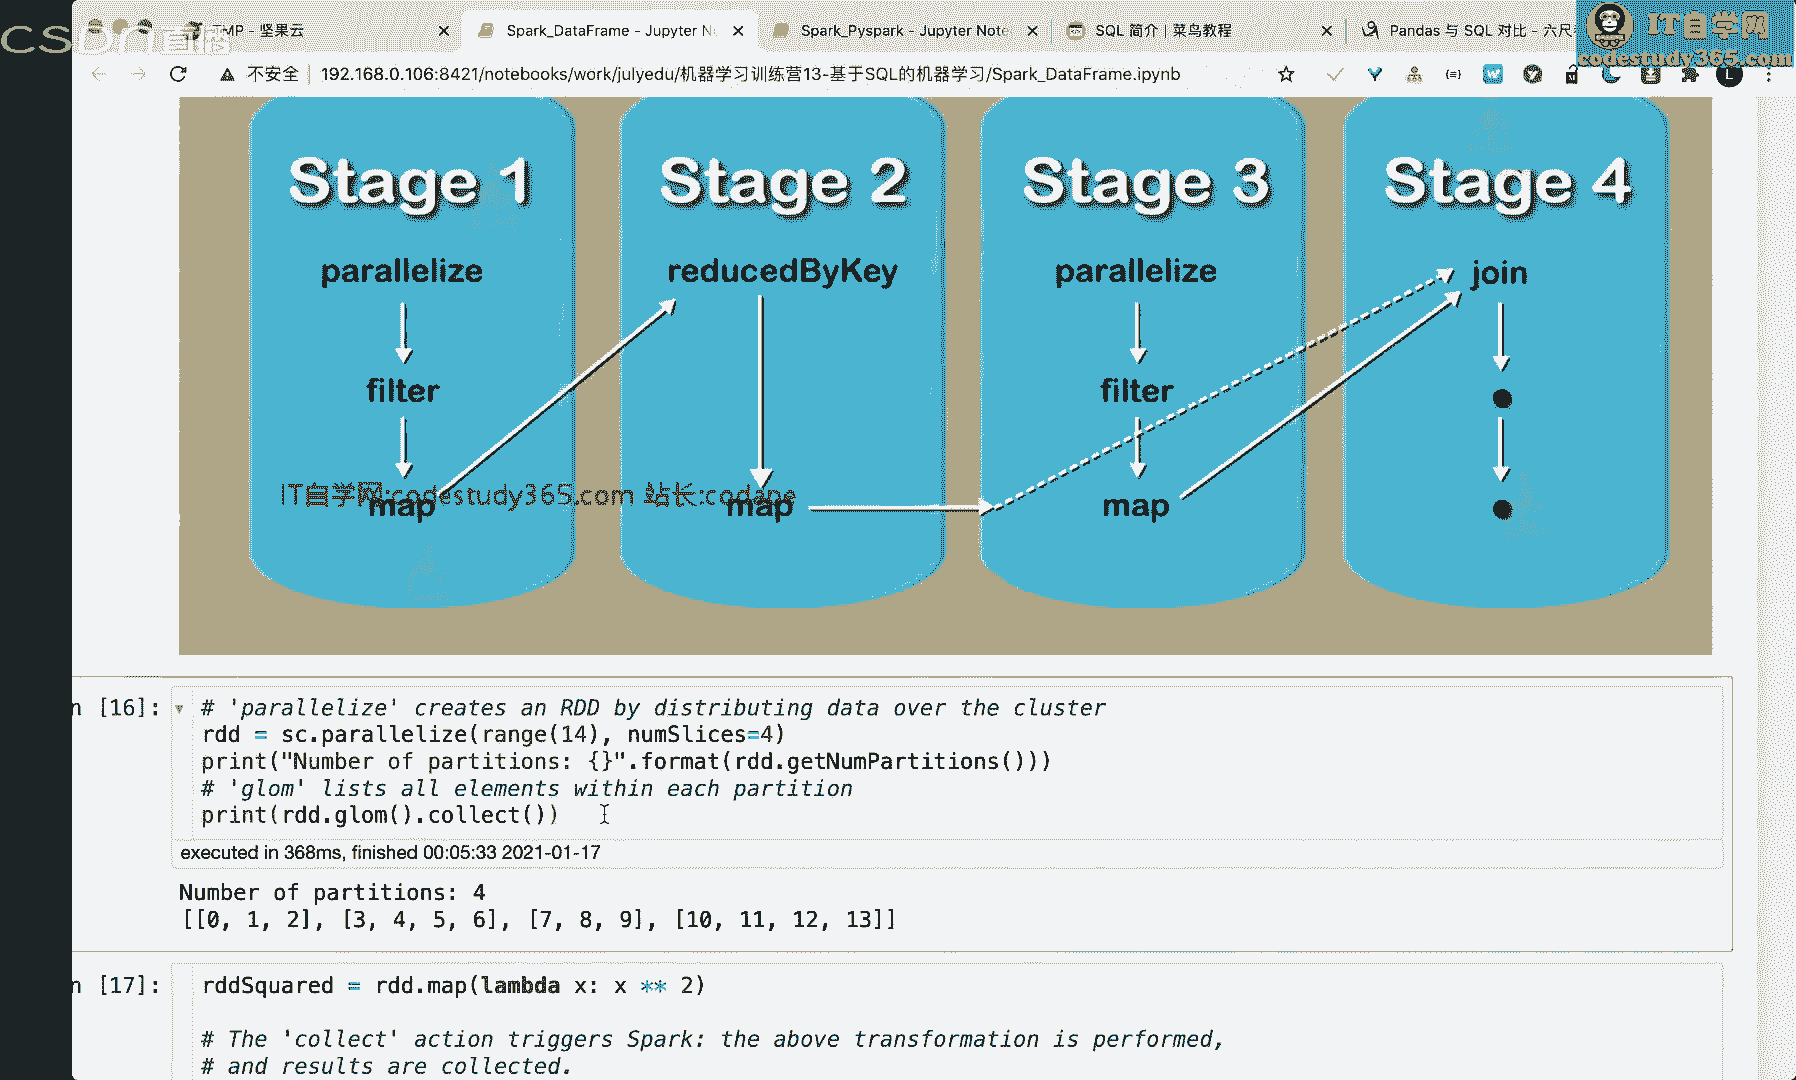 CSDN直播
MP - 坚果云
Spark_DataFrame - Jupyter N
Spark_Pyspark - Jupyter Note
SQL 简介 | 菜鸟教程
Pandas 与 SQL 对比 - 六尺
IT自学网
codestudy365.com
不安全
192.168.0.106:8421/notebooks/work/julyedu/机器学习训练营13-基于SQL的机器学习/Spark_DataFrame.ipynb
Stage 1
Stage 2
Stage 3
Stage 4
parallelize
reducedByKey
parallelize
join
filter
filter
IT自学网:codestudy365.com 站长:codape
map
map
map
n [16]:
# 'parallelize' creates an RDD by distributing data over the cluster
rdd = sc.parallelize(range(14), numSlices=4)
print("Number of partitions: {}".format(rdd.getNumPartitions()))
# 'glom' lists all elements within each partition
print(rdd.glom().collect())
executed in 368ms, finished 00:05:33 2021-01-17
Number of partitions: 4
[[0, 1, 2], [3, 4, 5, 6], [7, 8, 9], [10, 11, 12, 13]]
n [17]:
rddSquared = rdd.map(lambda x: x ** 2)
# The 'collect' action triggers Spark: the above transformation is performed,
# and results are collected.